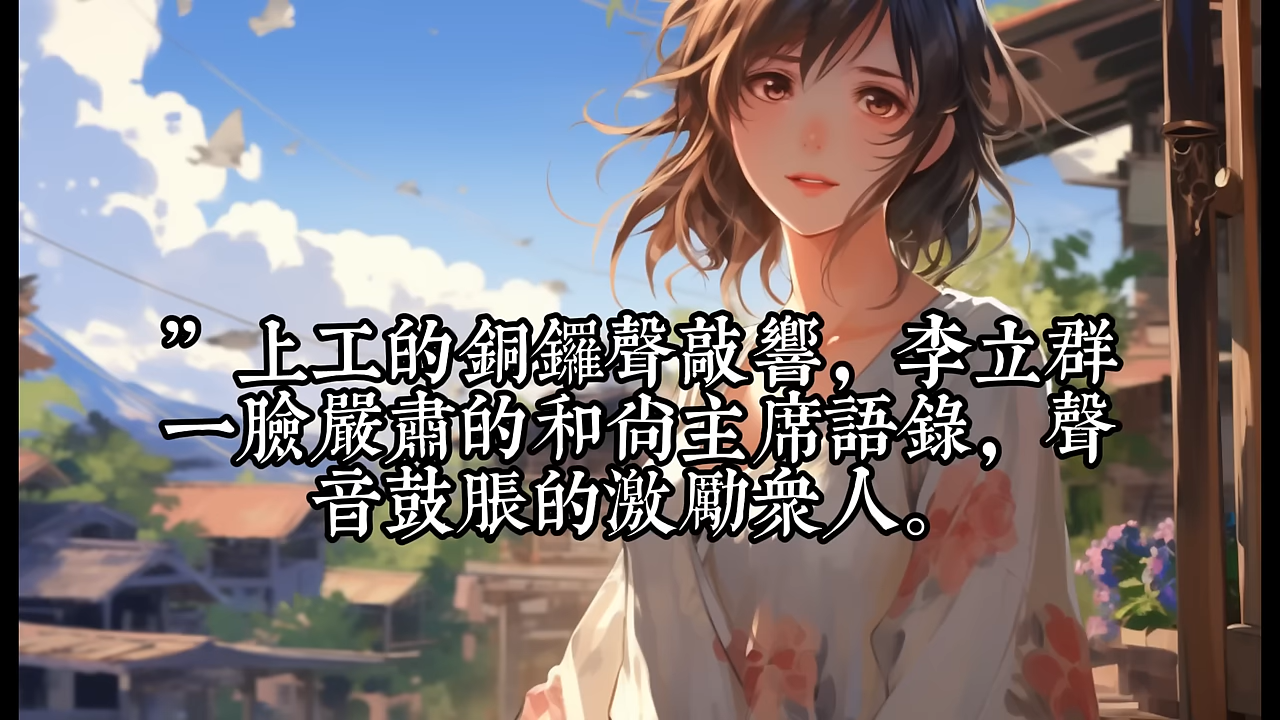 ”上工的銅鑼聲敲響，李立群
一臉嚴肅的和尙主席語錄，聲
音鼓脹的激勵衆人。